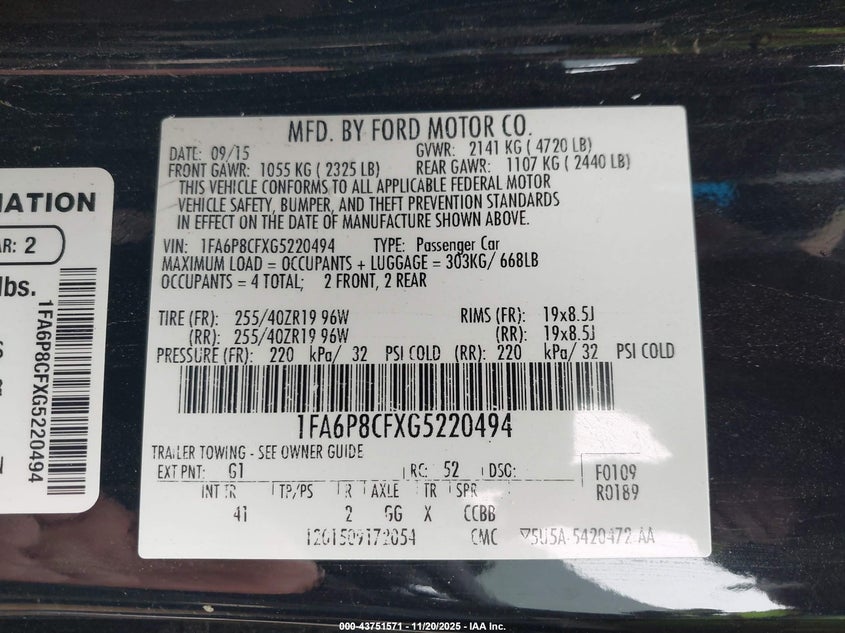 MFD. BY FORD MOTOR CO.
DATE: 09/15 GVWR: 2141 KG ( 4720 LB)
FRONT GAWR: 1055 KG ( 2325 LB) REAR GAWR: 1107 KG ( 2440 LB)
THIS VEHICLE CONFORMS TO ALL APPLICABLE FEDERAL MOTOR
VEHICLE SAFETY, BUMPER, AND THEFT PREVENTION STANDARDS
IN EFFECT ON THE DATE OF MANUFACTURE SHOWN ABOVE.
VIN: 1FA6P8CFXG5220494 TYPE: Passenger Car
MAXIMUM LOAD = OCCUPANTS + LUGGAGE = 303KG/ 668LB
OCCUPANTS = 4 TOTAL; 2 FRONT, 2 REAR
TIRE (FR): 255/40ZR19 96W RIMS (FR): 19x8.5J
(RR): 255/40ZR19 96W (RR): 19x8.5J
PRESSURE (FR): 220 kPa/ 32 PSI COLD (RR): 220 kPa/ 32 PSI COLD
1FA6P8CFXG5220494
TRAILER TOWING - SEE OWNER GUIDE
EXT PNT: G1 RC: 52 DSO: F0109
INT TR TP/PS R AXLE TR SPR R0189
41 2 GG X CCBB
1201509172054 CMC ▽5U5A-5420472-AA
AR: 2
lbs.
1FA6P8CFXG5220494
000-43751571 - 11/20/2025 - IAA Inc.